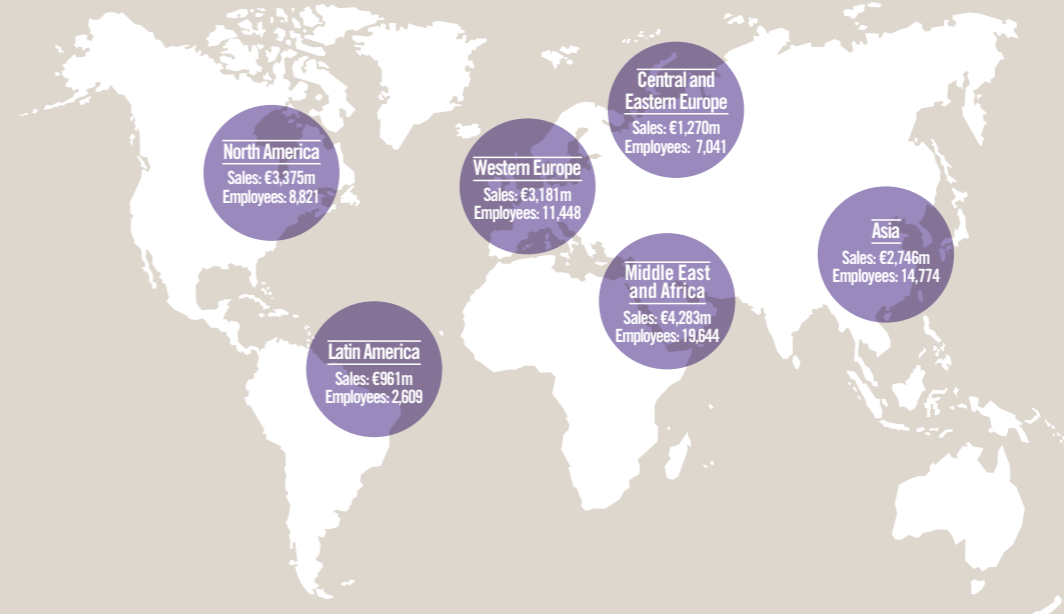 North America
Sales: €3,375m
Employees: 8,821
Western Europe
Sales: €3,181m
Employees: 11,448
Central and
Eastern Europe
Sales: €1,270m
Employees: 7,041
Middle East
and Africa
Sales: €4,283m
Employees: 19,644
Asia
Sales: €2,746m
Employees: 14,774
Latin America
Sales: €961m
Employees: 2,609